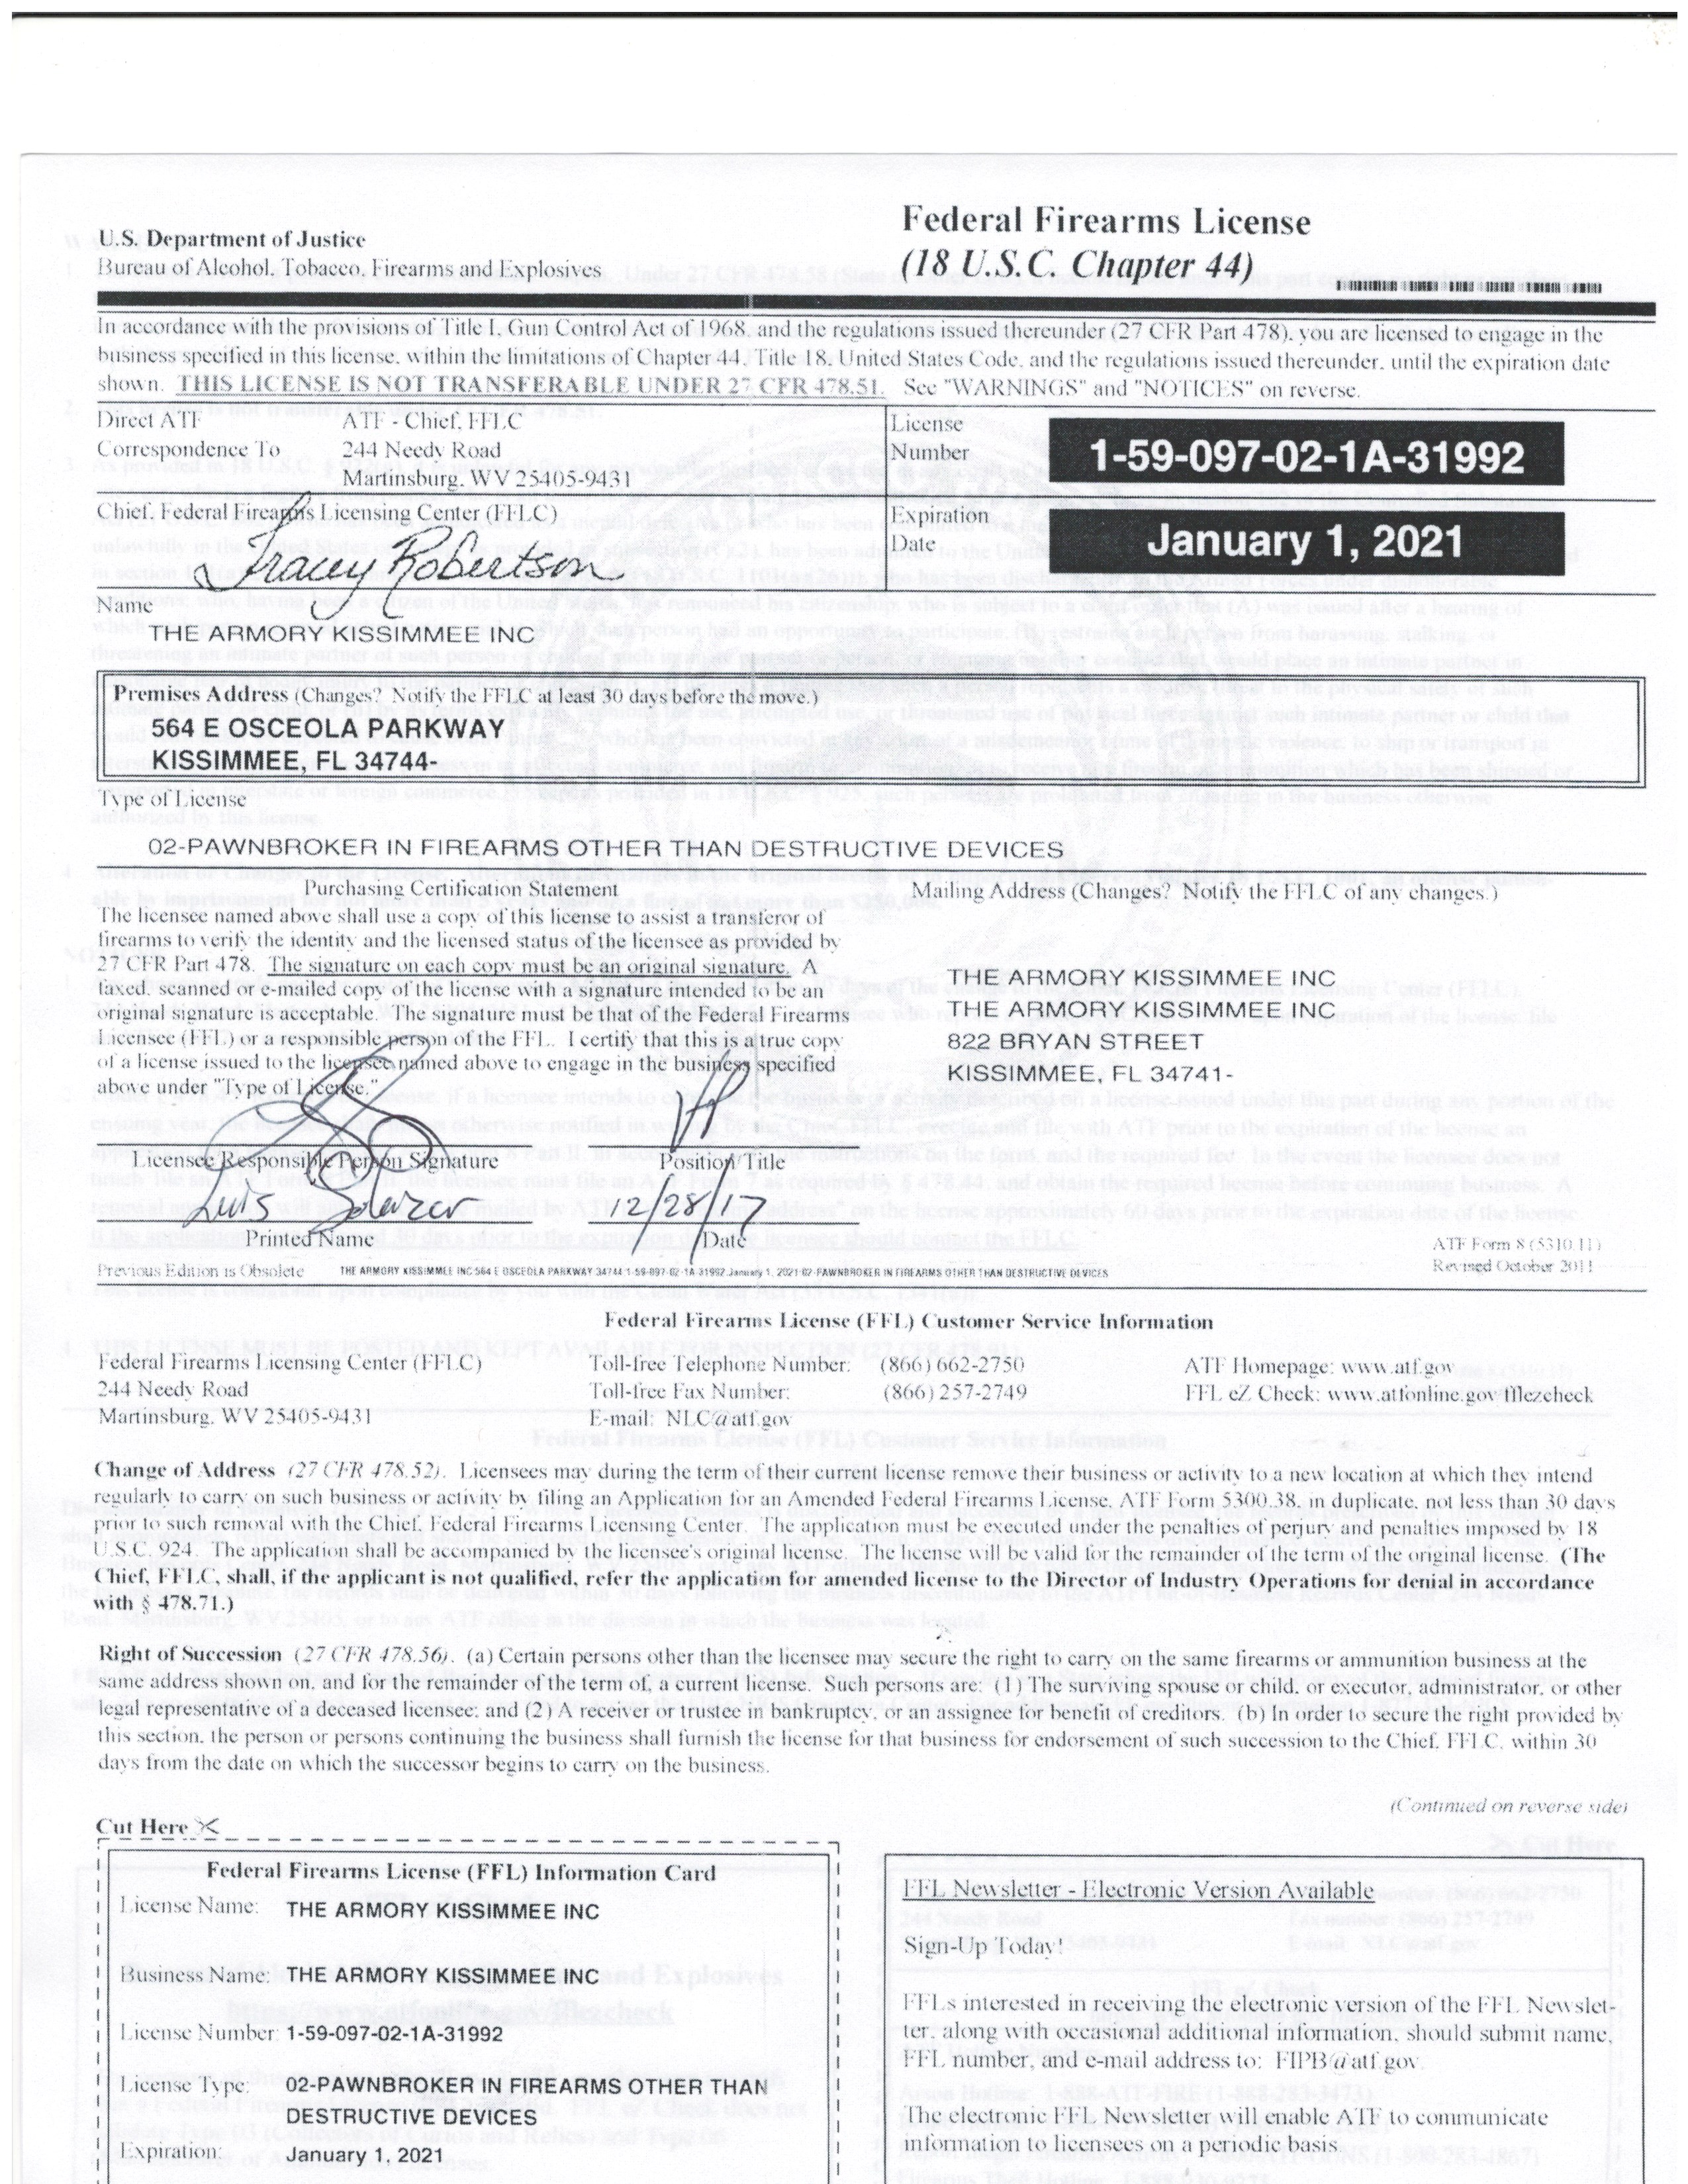 U.S. Department of Justice
Bureau of Alcohol, Tobacco, Firearms and Explosives
Federal Firearms License
(18 U.S.C. Chapter 44)
In accordance with the provisions of Title I, Gun Control Act of 1968, and the regulations issued thereunder (27 CFR Part 478), you are licensed to engage in the
business specified in this license, within the limitations of Chapter 44, Title 18, United States Code, and the regulations issued thereunder, until the expiration date
shown. THIS LICENSE IS NOT TRANSFERABLE UNDER 27 CFR 478.51. See "WARNINGS" and "NOTICES" on reverse.
Direct ATF
Correspondence To
ATF - Chief, FFLC
244 Needy Road
Martinsburg, WV 25405-9431
License
Number
1-59-097-02-1A-31992
Chief, Federal Firearms Licensing Center (FFLC)
Tracey Robertson
Expiration
Date
January 1, 2021
Name
THE ARMORY KISSIMMEE INC
Premises Address (Changes? Notify the FFLC at least 30 days before the move.)
564 E OSCEOLA PARKWAY
KISSIMMEE, FL 34744-
Type of License
02-PAWNBROKER IN FIREARMS OTHER THAN DESTRUCTIVE DEVICES
Purchasing Certification Statement
The licensee named above shall use a copy of this license to assist a transferor of
firearms to verify the identity and the licensed status of the licensee as provided by
27 CFR Part 478. The signature on each copy must be an original signature. A
faxed, scanned or e-mailed copy of the license with a signature intended to be an
original signature is acceptable. The signature must be that of the Federal Firearms
Licensee (FFL) or a responsible person of the FFL. I certify that this is a true copy
of a license issued to the licensee named above to engage in the business specified
above under "Type of License."
Mailing Address (Changes? Notify the FFLC of any changes.)
THE ARMORY KISSIMMEE INC
THE ARMORY KISSIMMEE INC
822 BRYAN STREET
KISSIMMEE, FL 34741-
Licensee/Responsible Person Signature
Position/Title
Luis
12/28/17
Printed Name
Date
ATF Form 8 (5310.11)
Revised October 2011
Previous Edition is Obsolete
THE ARMORY KISSIMMEE INC:564 E OSCEOLA PARKWAY 34744:1-59-097-02-1A-31992:January 1, 2021:02-PAWNBROKER IN FIREARMS OTHER THAN DESTRUCTIVE DEVICES
Federal Firearms License (FFL) Customer Service Information
Federal Firearms Licensing Center (FFLC)
244 Needy Road
Martinsburg, WV 25405-9431
Toll-free Telephone Number: (866) 662-2750
Toll-free Fax Number: (866) 257-2749
E-mail: NLC@atf.gov
ATF Homepage: www.atf.gov
FFL eZ Check: www.atfonline.gov/fflezcheck
Change of Address (27 CFR 478.52). Licensees may during the term of their current license remove their business or activity to a new location at which they intend
regularly to carry on such business or activity by filing an Application for an Amended Federal Firearms License, ATF Form 5300.38, in duplicate, not less than 30 days
prior to such removal with the Chief, Federal Firearms Licensing Center. The application must be executed under the penalties of perjury and penalties imposed by 18
U.S.C. 924. The application shall be accompanied by the licensee's original license. The license will be valid for the remainder of the term of the original license. (The
Chief, FFLC, shall, if the applicant is not qualified, refer the application for amended license to the Director of Industry Operations for denial in accordance
with § 478.71.)
Right of Succession (27 CFR 478.56). (a) Certain persons other than the licensee may secure the right to carry on the same firearms or ammunition business at the
same address shown on, and for the remainder of the term of, a current license. Such persons are: (1) The surviving spouse or child, or executor, administrator, or other
legal representative of a deceased licensee; and (2) A receiver or trustee in bankruptcy, or an assignee for benefit of creditors. (b) In order to secure the right provided by
this section, the person or persons continuing the business shall furnish the license for that business for endorsement of such succession to the Chief, FFLC, within 30
days from the date on which the successor begins to carry on the business.
(Continued on reverse side)
Cut Here
Federal Firearms License (FFL) Information Card
License Name: THE ARMORY KISSIMMEE INC
Business Name: THE ARMORY KISSIMMEE INC
License Number: 1-59-097-02-1A-31992
License Type: 02-PAWNBROKER IN FIREARMS OTHER THAN
DESTRUCTIVE DEVICES
Expiration: January 1, 2021
FFL Newsletter - Electronic Version Available
Sign-Up Today!
FFLs interested in receiving the electronic version of the FFL Newslet-
ter, along with occasional additional information, should submit name,
FFL number, and e-mail address to: FIPB@atf.gov.
The electronic FFL Newsletter will enable ATF to communicate
information to licensees on a periodic basis.